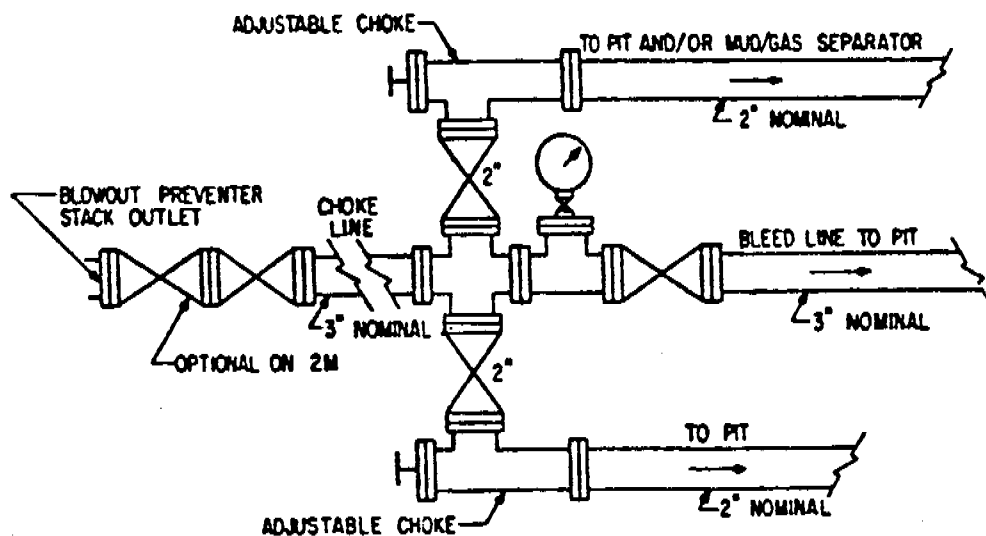 ADJUSTABLE CHOKE
TO PIT AND/OR MUD/GAS SEPARATOR
2" NOMINAL
2"
BLOWOUT PREVENTER
STACK OUTLET
CHOKE
LINE
BLEED LINE TO PIT
3" NOMINAL
3" NOMINAL
OPTIONAL ON 2M
2"
TO PIT
2" NOMINAL
ADJUSTABLE CHOKE